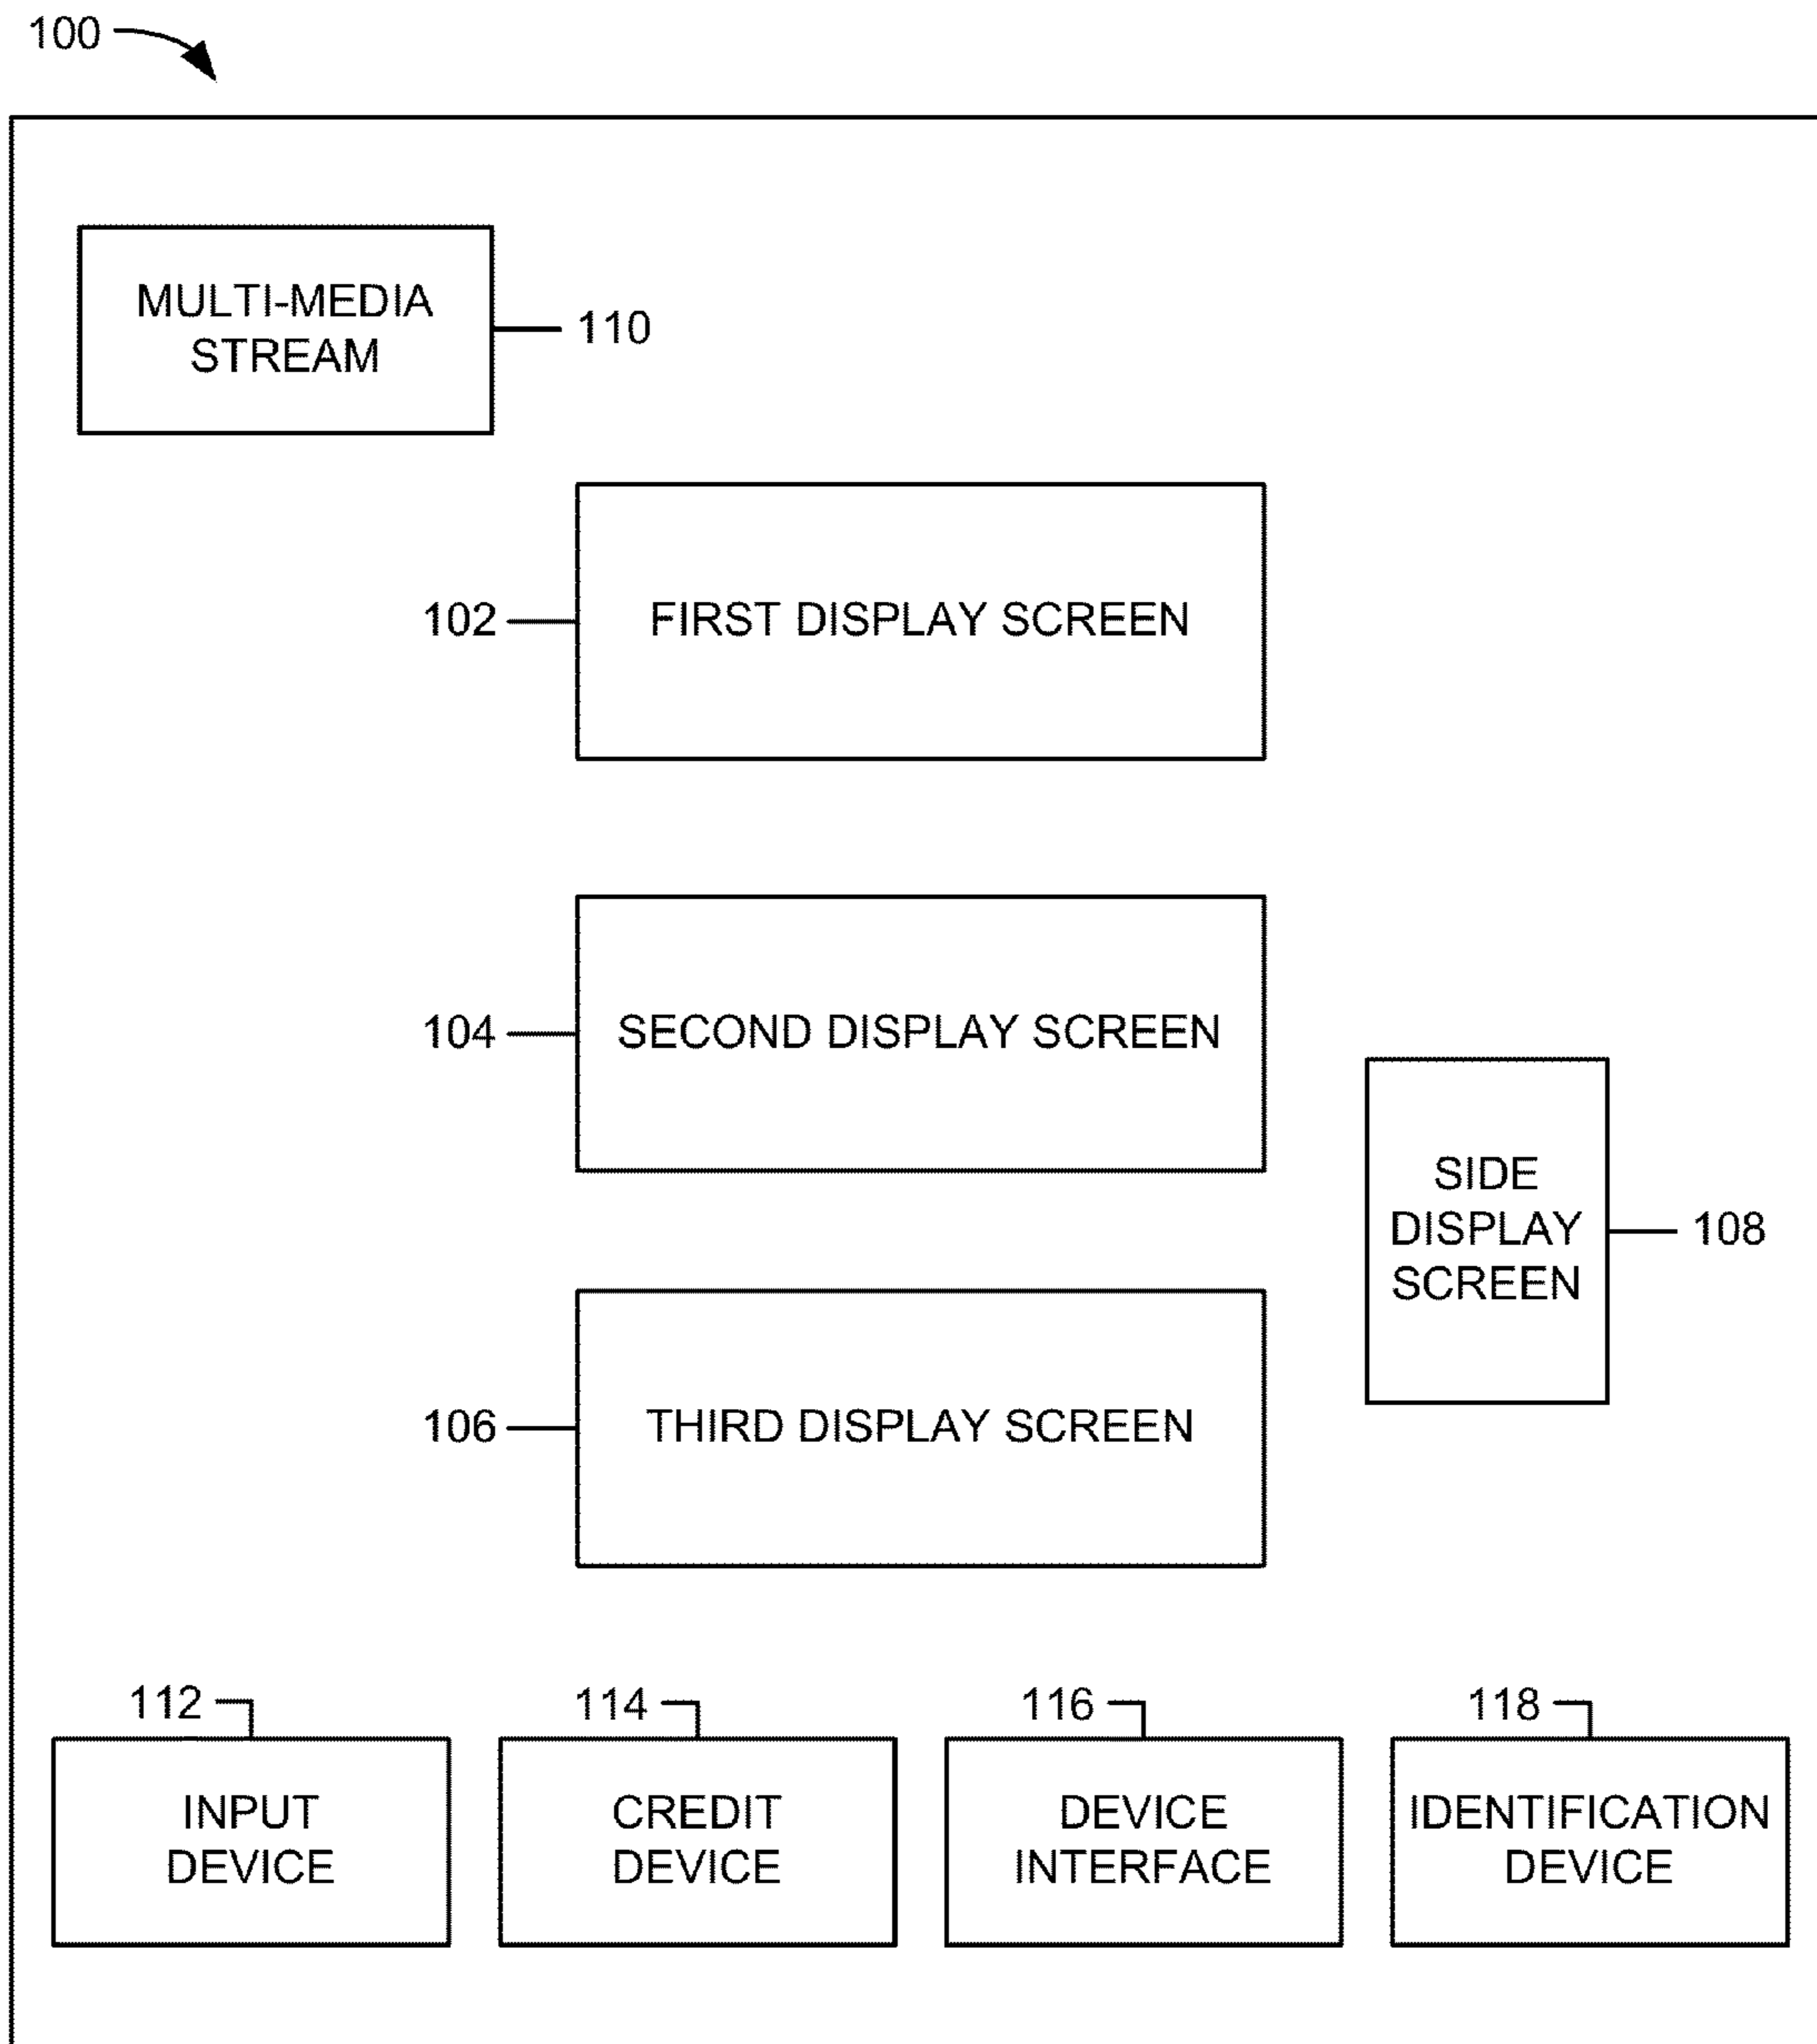 100
MULTI-MEDIA
STREAM
110
102
FIRST DISPLAY SCREEN
104
SECOND DISPLAY SCREEN
SIDE
DISPLAY
SCREEN
108
106
THIRD DISPLAY SCREEN
112
INPUT
DEVICE
114
CREDIT
DEVICE
116
DEVICE
INTERFACE
118
IDENTIFICATION
DEVICE